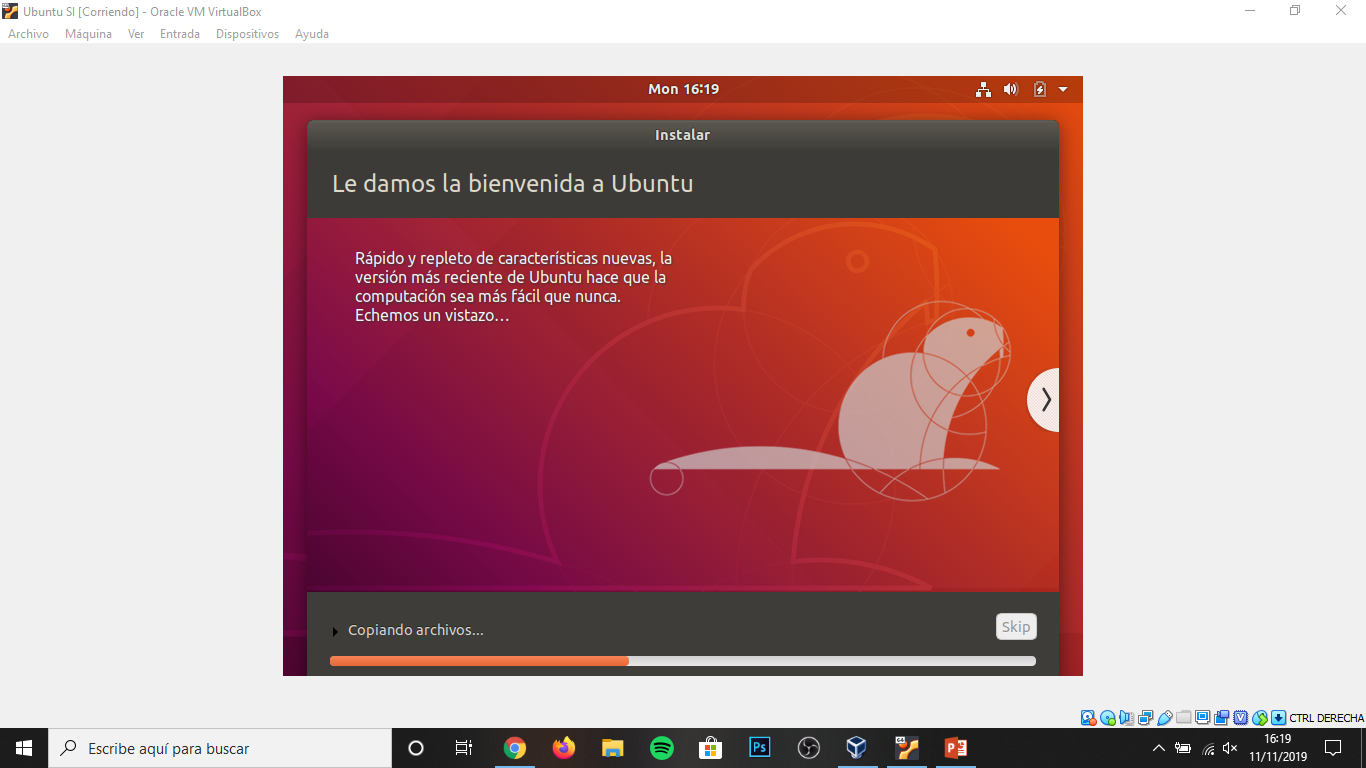 Ubuntu SI [Corriendo] - Oracle VM VirtualBox
Archivo Máquina Ver Entrada Dispositivos Ayuda
Mon 16:19
Instalar
Le damos la bienvenida a Ubuntu
Rápido y repleto de características nuevas, la
versión más reciente de Ubuntu hace que la
computación sea más fácil que nunca.
Echemos un vistazo…
Copiando archivos...
Skip
CTRL DERECHA
Escribe aquí para buscar
Ps
16:19
11/11/2019